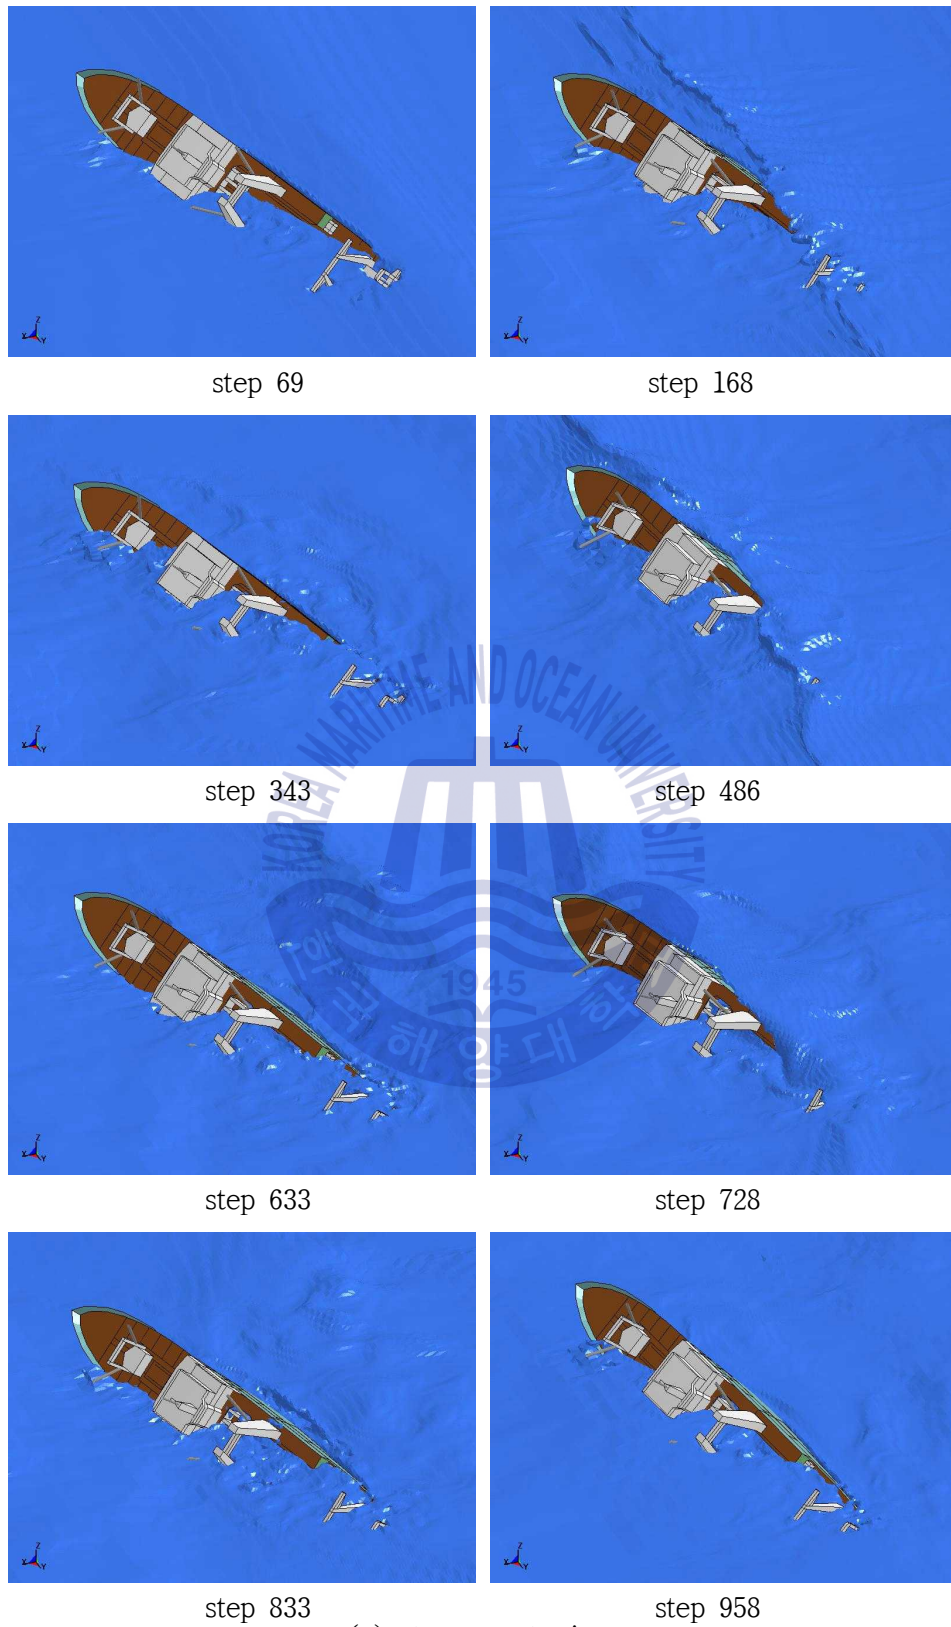 step 69
step 168
step 343
step 486
KOREA MARITIME AND OCEAN UNIVERSITY
step 633
step 728
1945
한국해양대학교
step 833
step 958